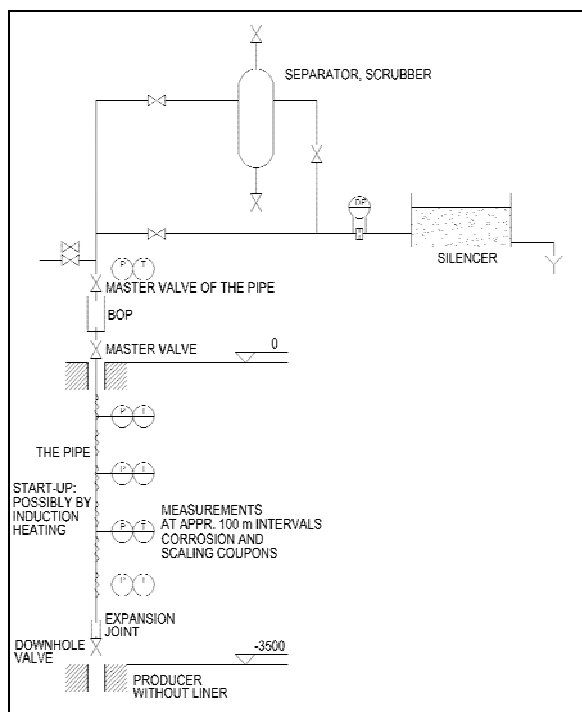 SEPARATOR, SCRUBBER
DP
SILENCER
P T
MASTER VALVE OF THE PIPE
BOP
MASTER VALVE
0
P T
THE PIPE
P T
START-UP:
POSSIBLY BY
INDUCTION
HEATING
MEASUREMENTS
AT APPR. 100 m INTERVALS
CORROSION AND
SCALING COUPONS
P T
P T
EXPANSION
JOINT
DOWNHOLE
VALVE
-3500
PRODUCER
WITHOUT LINER